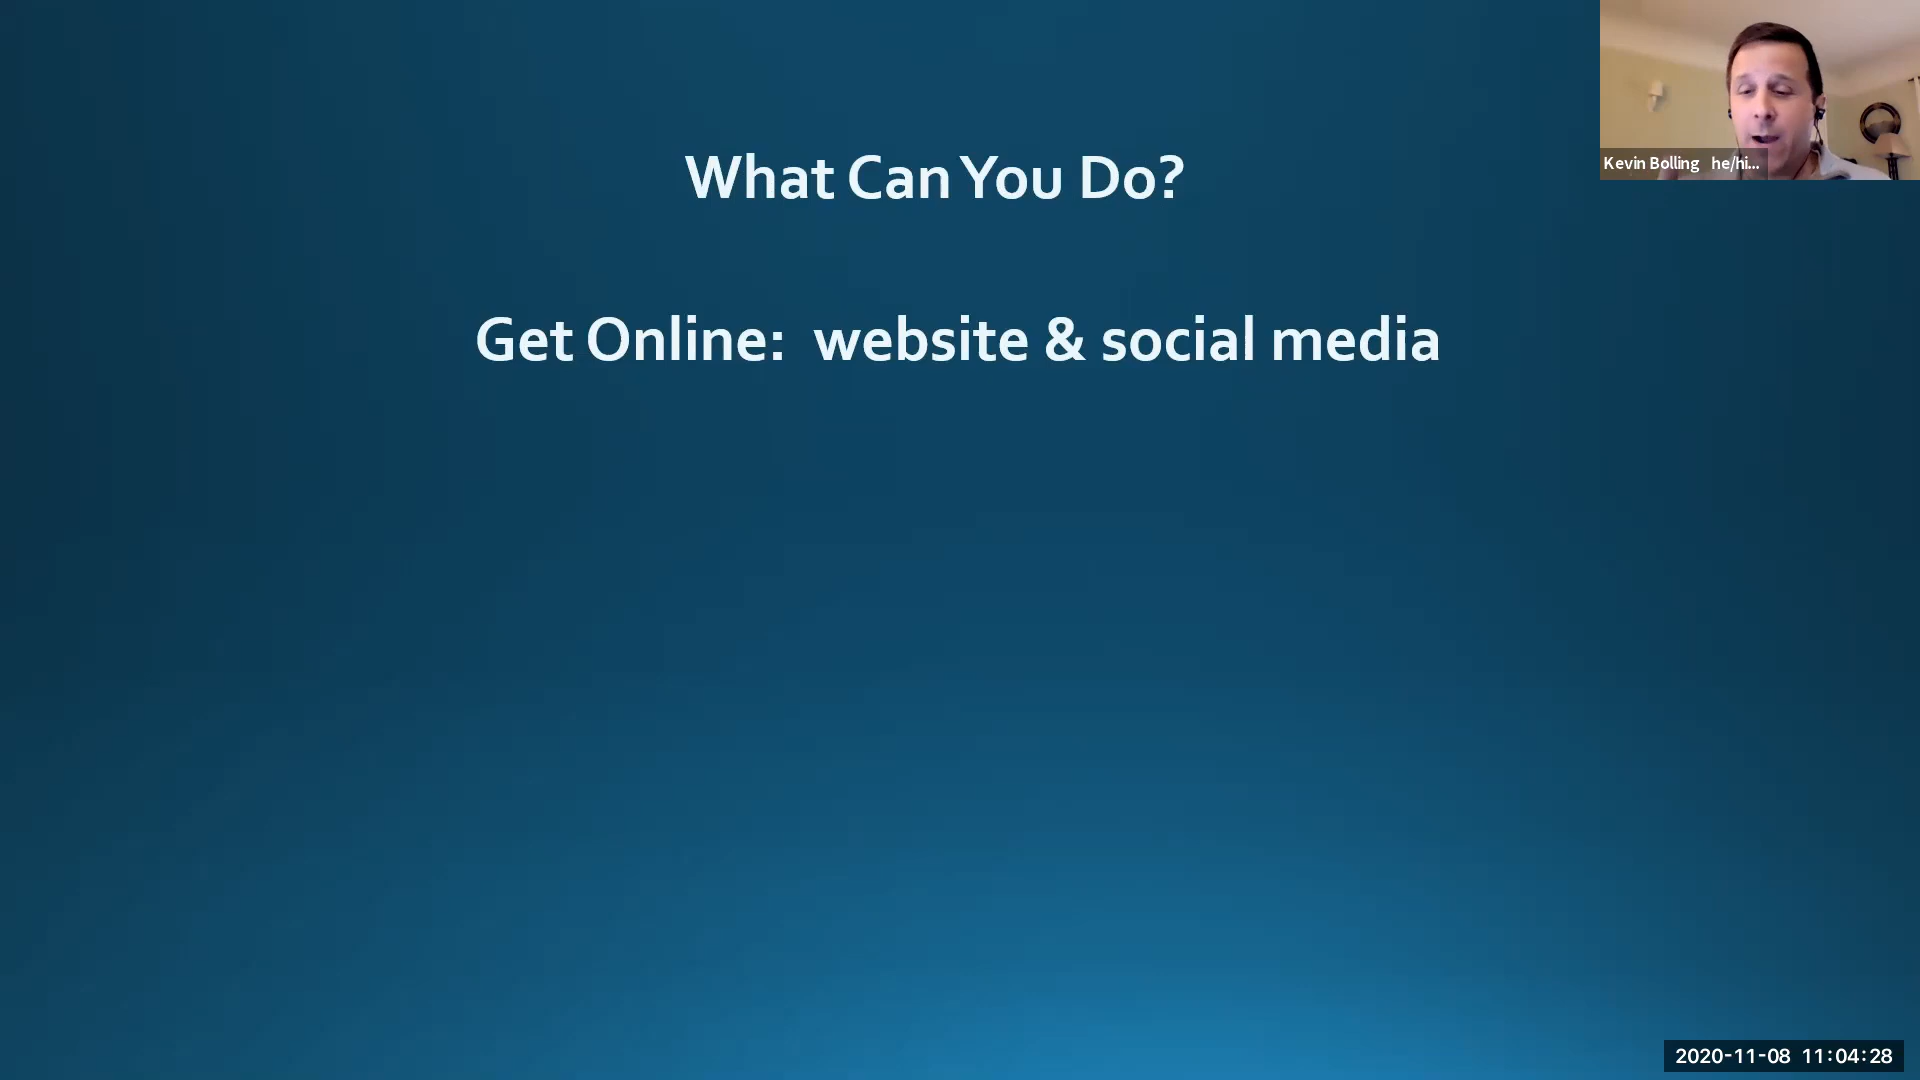 What Can You Do?
Get Online:  website & social media
Kevin Bolling   he/hi...
2020-11-08 11:04:28